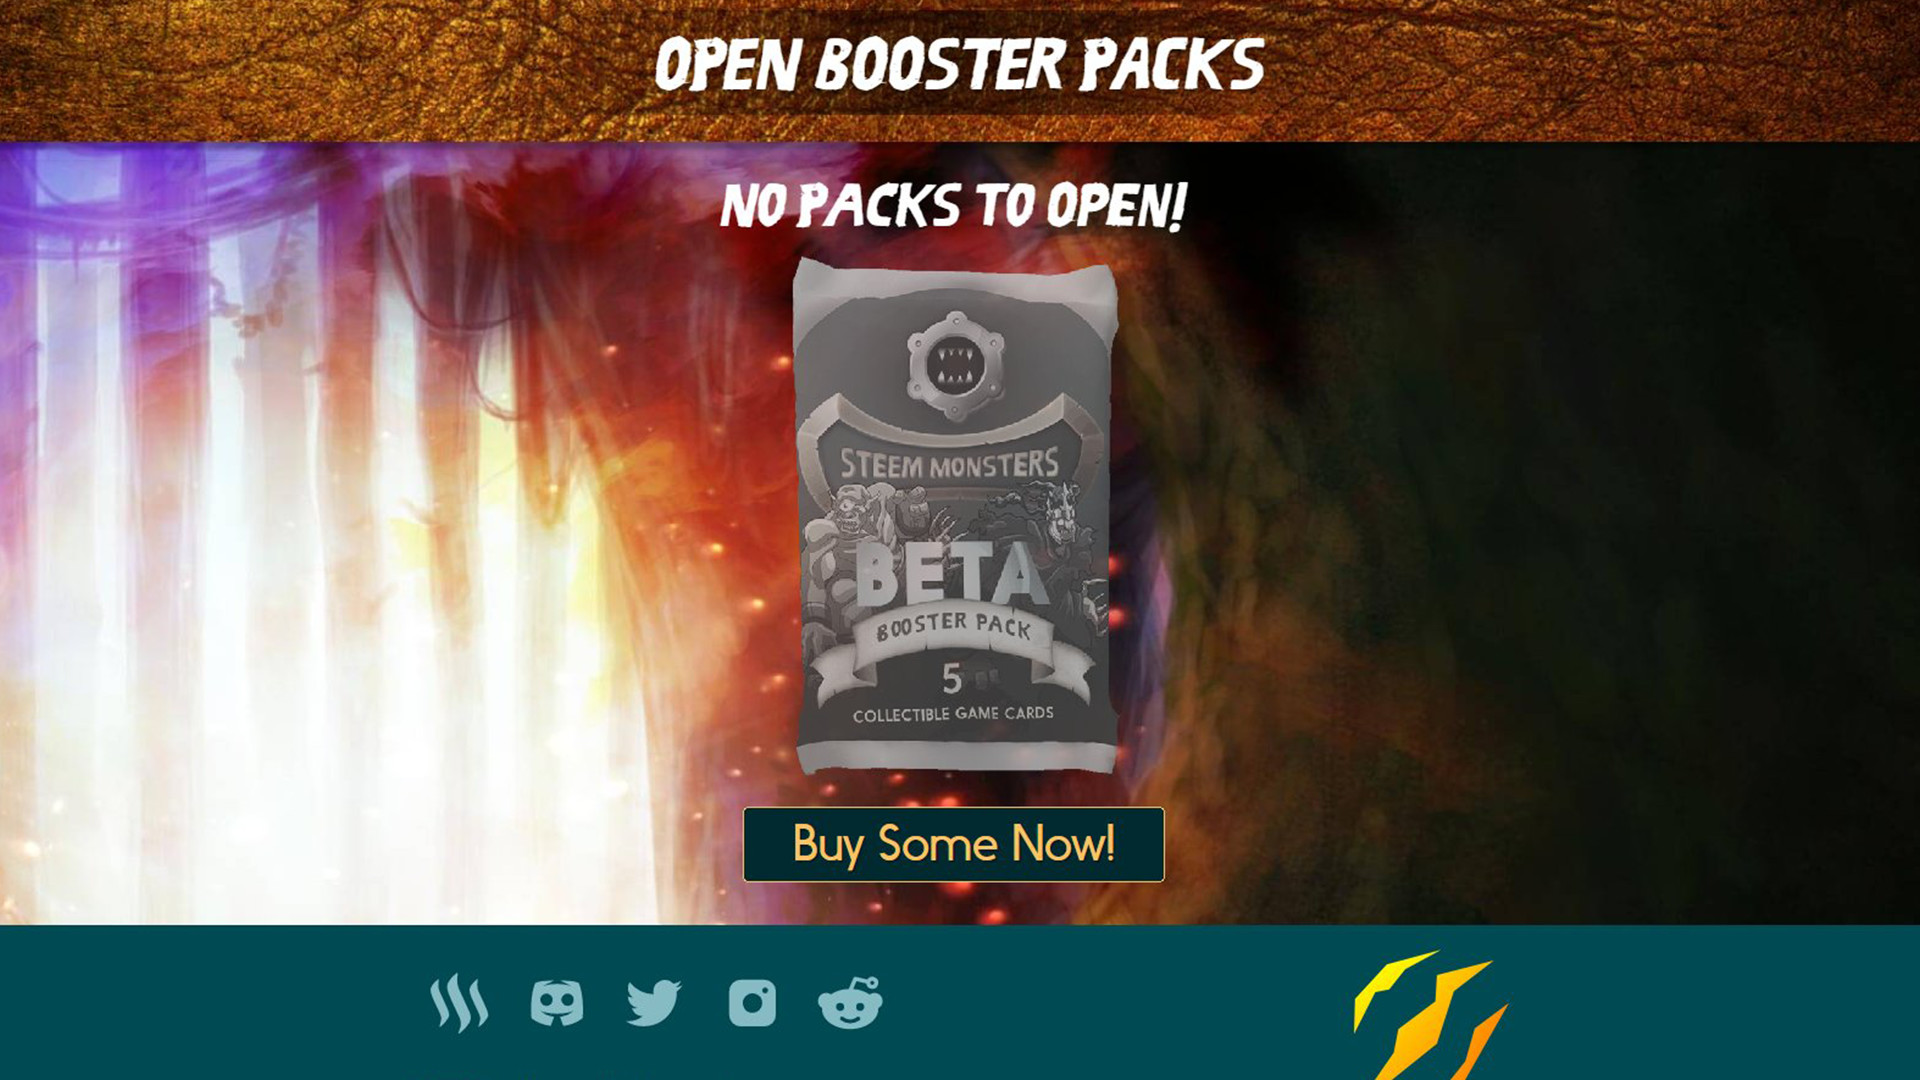 OPEN BOOSTER PACKS
NO PACKS TO OPEN!
STEEM MONSTERS
BETA
BOOSTER PACK
5
COLLECTIBLE GAME CARDS
Buy Some Now!